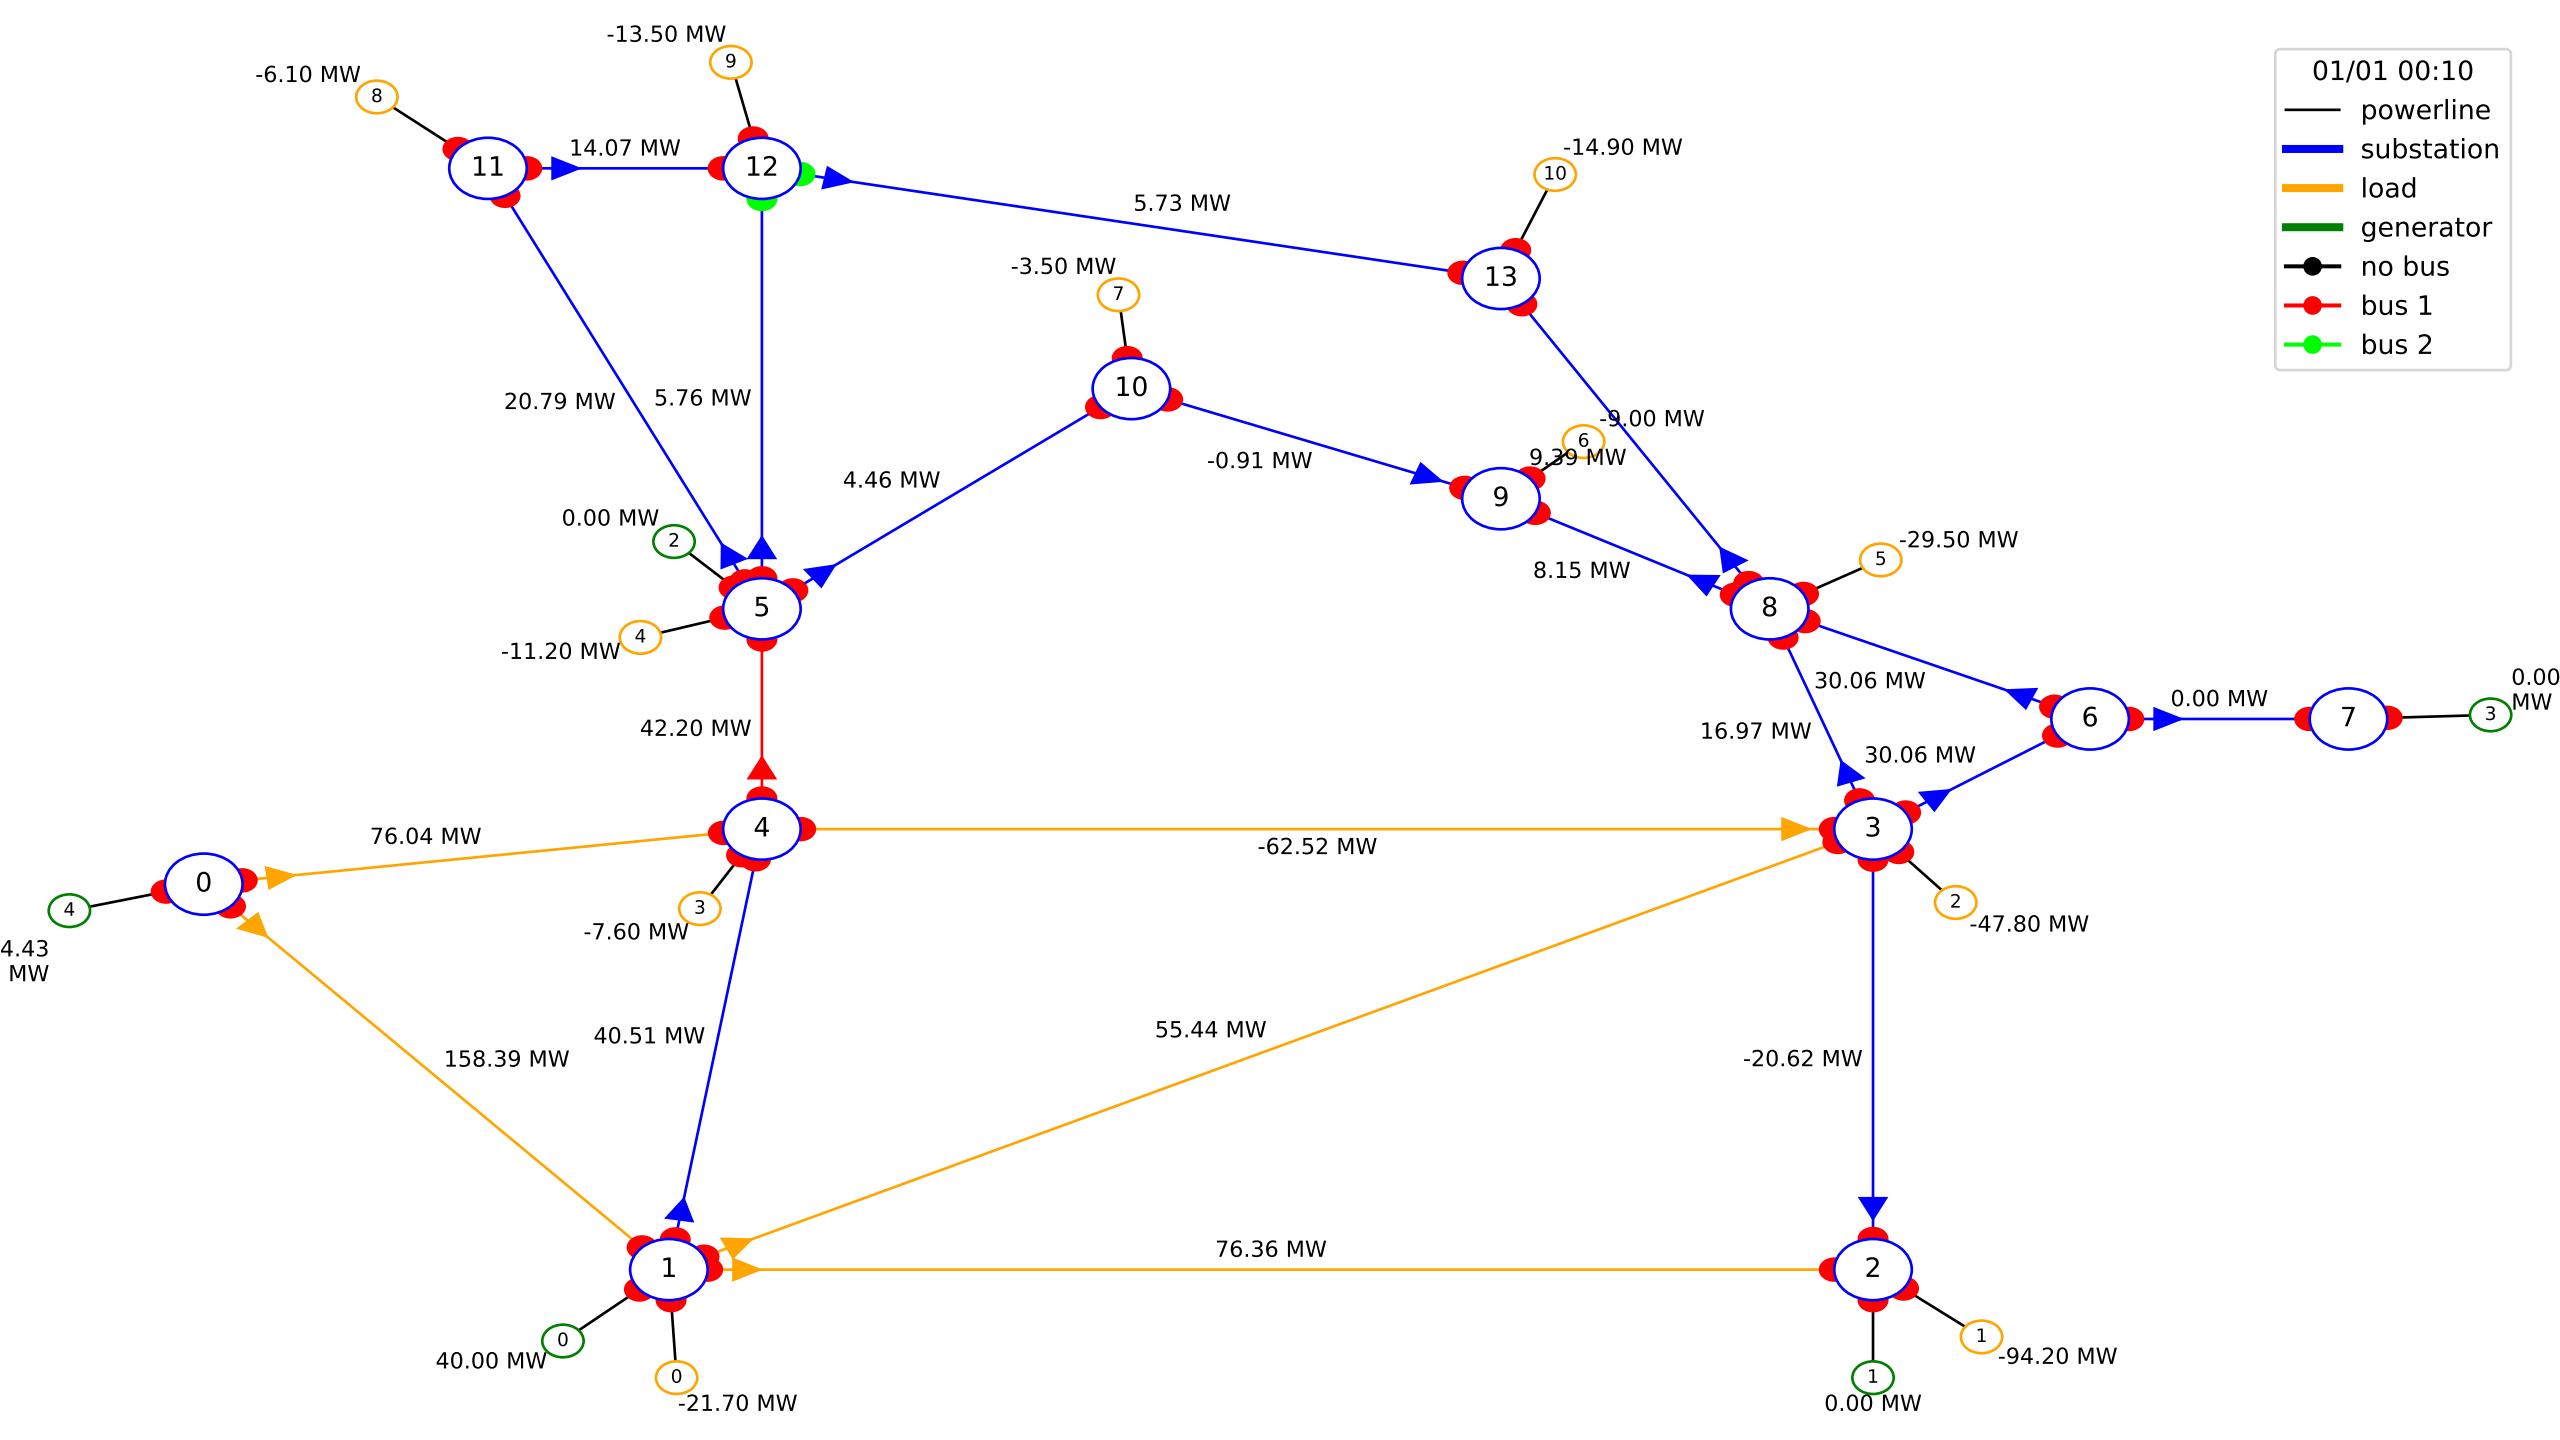 -13.50 MW
9
-6.10 MW
8
01/01 00:10
powerline
substation
load
generator
no bus
bus 1
bus 2
11
14.07 MW
12
-14.90 MW
10
5.73 MW
13
-3.50 MW
7
10
20.79 MW
5.76 MW
-9.00 MW
6
9.39 MW
-0.91 MW
4.46 MW
9
0.00 MW
2
-29.50 MW
5
8.15 MW
5
8
4
-11.20 MW
30.06 MW
0.00
MW
0.00 MW
6
7
3
42.20 MW
16.97 MW
30.06 MW
76.04 MW
4
-62.52 MW
3
0
4
4.43
MW
3
-7.60 MW
2
-47.80 MW
40.51 MW
158.39 MW
55.44 MW
-20.62 MW
1
76.36 MW
2
0
40.00 MW
0
-21.70 MW
1
-94.20 MW
1
0.00 MW